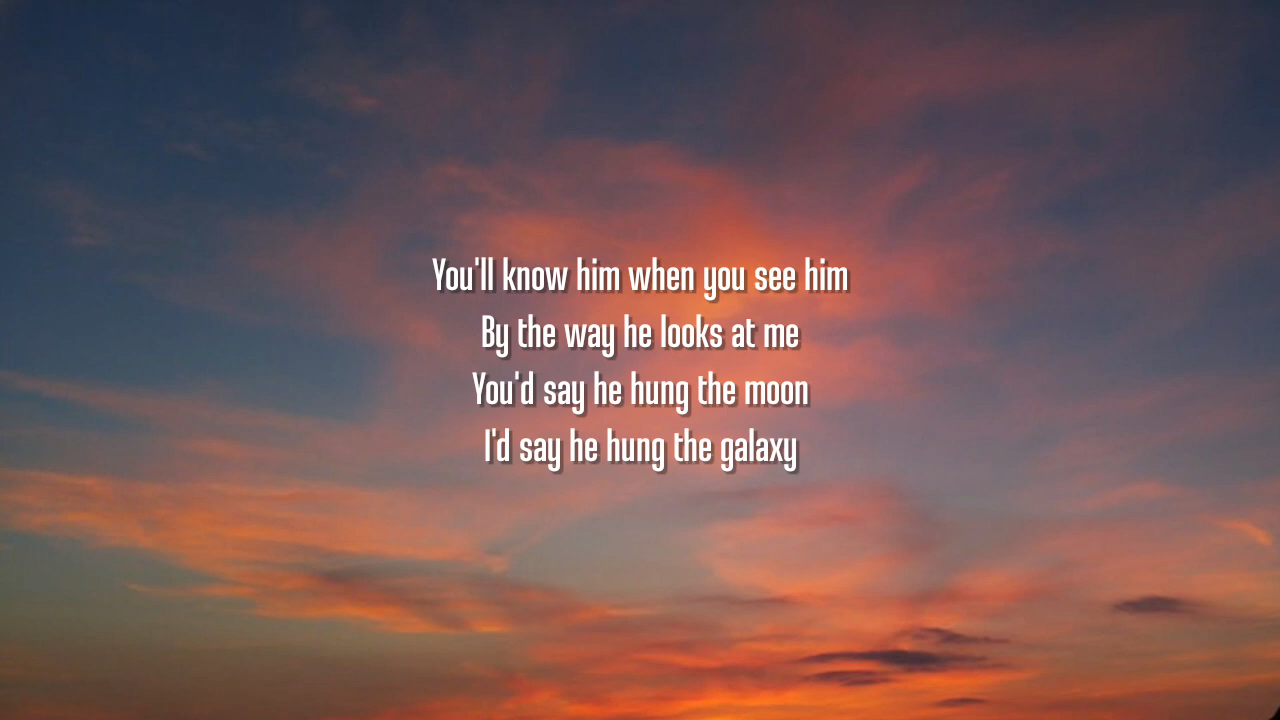 You'll know him when you see him
By the way he looks at me
You'd say he hung the moon
I'd say he hung the galaxy